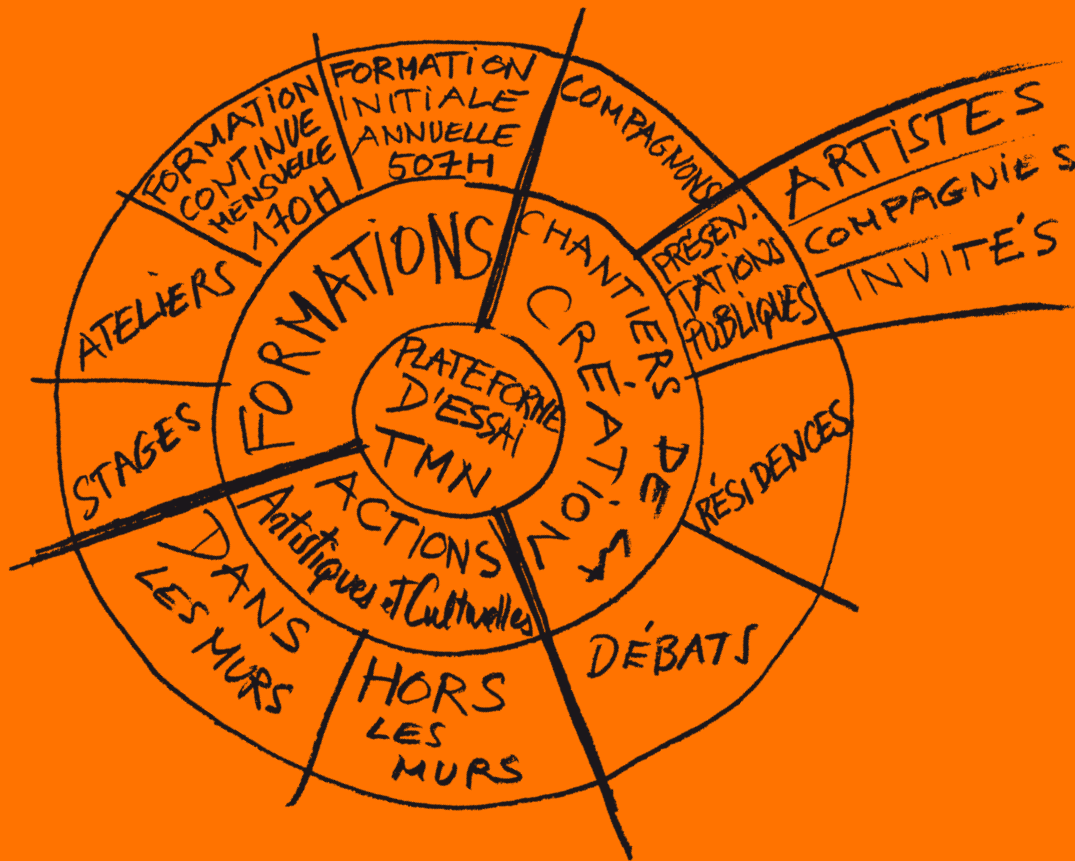 PLATEFORME
D'ESSAI
TMN
FORMATIONS
FORMATION
INITIALE
ANNUELLE
507H
FORMATION
CONTINUE
MENSUELLE
170H
ATELIERS
STAGES
CHANTIERS DE LA
CRÉATION
COMPAGNONS
PRÉSEN-
TATIONS
PUBLIQUES
ARTISTES
COMPAGNIES
INVITÉS
RÉSIDENCES
DÉBATS
ACTIONS
Artistiques et Culturelles
HORS
LES
MURS
DANS
LES MURS